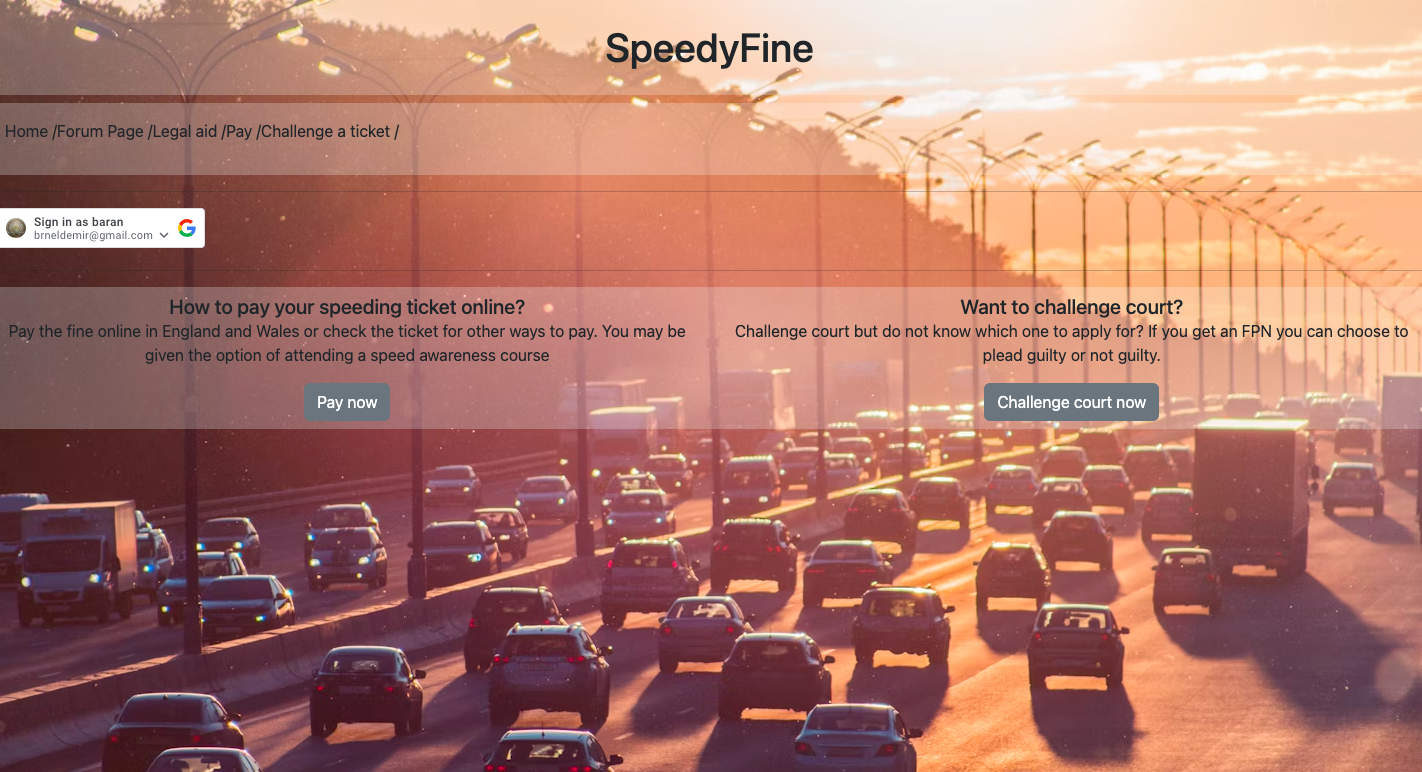 SpeedyFine
Home /Forum Page /Legal aid /Pay /Challenge a ticket /
Sign in as baran
brneldemir@gmail.com
How to pay your speeding ticket online?
Pay the fine online in England and Wales or check the ticket for other ways to pay. You may be
given the option of attending a speed awareness course
Pay now
Want to challenge court?
Challenge court but do not know which one to apply for? If you get an FPN you can choose to
plead guilty or not guilty.
Challenge court now